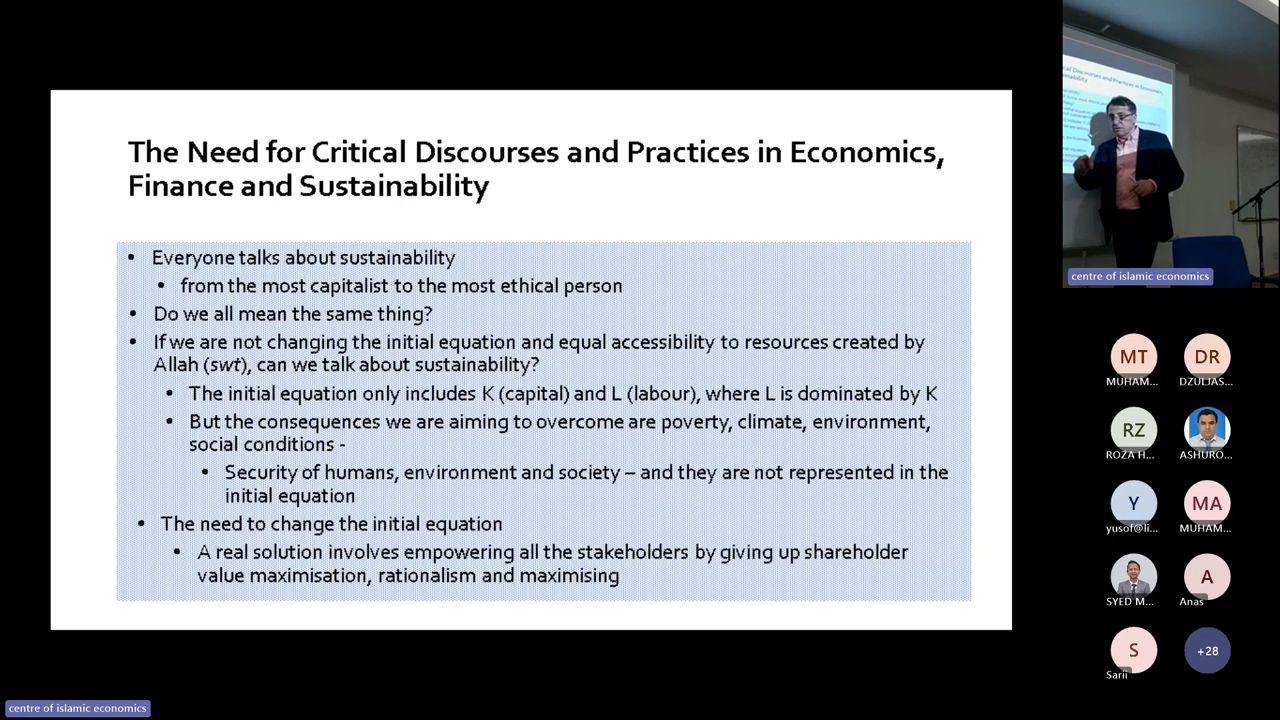 The Need for Critical Discourses and Practices in Economics,
Finance and Sustainability
• Everyone talks about sustainability
• from the most capitalist to the most ethical person
• Do we all mean the same thing?
• If we are not changing the initial equation and equal accessibility to resources created by
Allah (swt), can we talk about sustainability?
• The initial equation only includes K (capital) and L (labour), where L is dominated by K
• But the consequences we are aiming to overcome are poverty, climate, environment,
social conditions -
• Security of humans, environment and society – and they are not represented in the
initial equation
• The need to change the initial equation
• A real solution involves empowering all the stakeholders by giving up shareholder
value maximisation, rationalism and maximising
centre of islamic economics
MT
MUHAM...
DR
DZULJAS...
RZ
ROZA H...
ASHURO...
Y
yusof@li...
MA
MUHAM...
SYED M...
A
Anas
S
Sarii
+28
centre of islamic economics